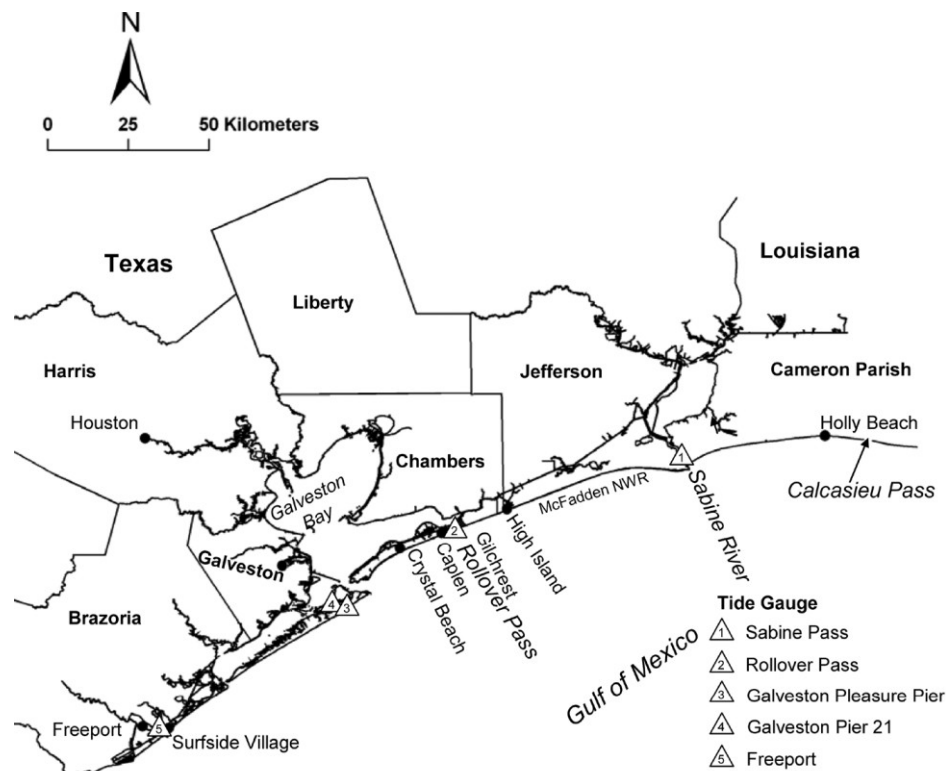 N
0 25 50 Kilometers
Texas
Louisiana
Liberty
Harris
Jefferson
Cameron Parish
Houston
Holly Beach
Chambers
Galveston
Bay
McFadden NWR
Calcasieu Pass
1
Sabine River
High Island
2
Gilchrest
Rollover Pass
Caplen
Crystal Beach
Galveston
4
3
Brazoria
Gulf of Mexico
Freeport
5
Surfside Village
Tide Gauge
1 Sabine Pass
2 Rollover Pass
3 Galveston Pleasure Pier
4 Galveston Pier 21
5 Freeport